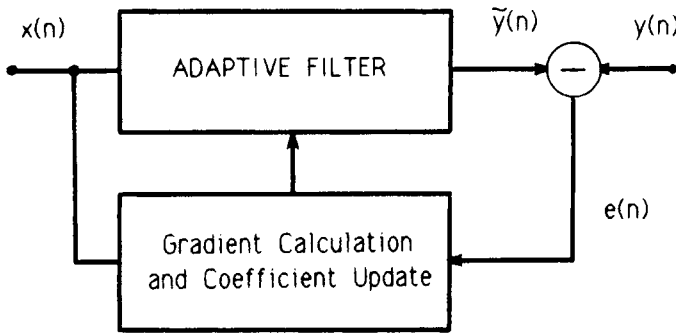 x(n)
ỹ(n)
y(n)
ADAPTIVE FILTER
−
e(n)
Gradient Calculation
and Coefficient Update